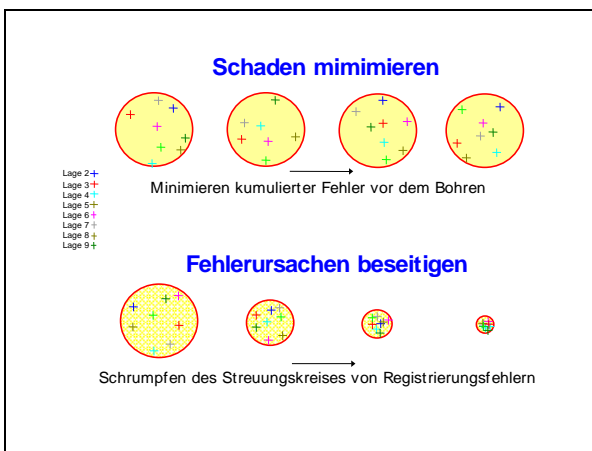 Schaden mimimieren
Lage 2
Lage 3
Lage 4
Lage 5
Lage 6
Lage 7
Lage 8
Lage 9
Minimieren kumulierter Fehler vor dem Bohren
Fehlerursachen beseitigen
Schrumpfen des Streuungskreises von Registrierungsfehlern